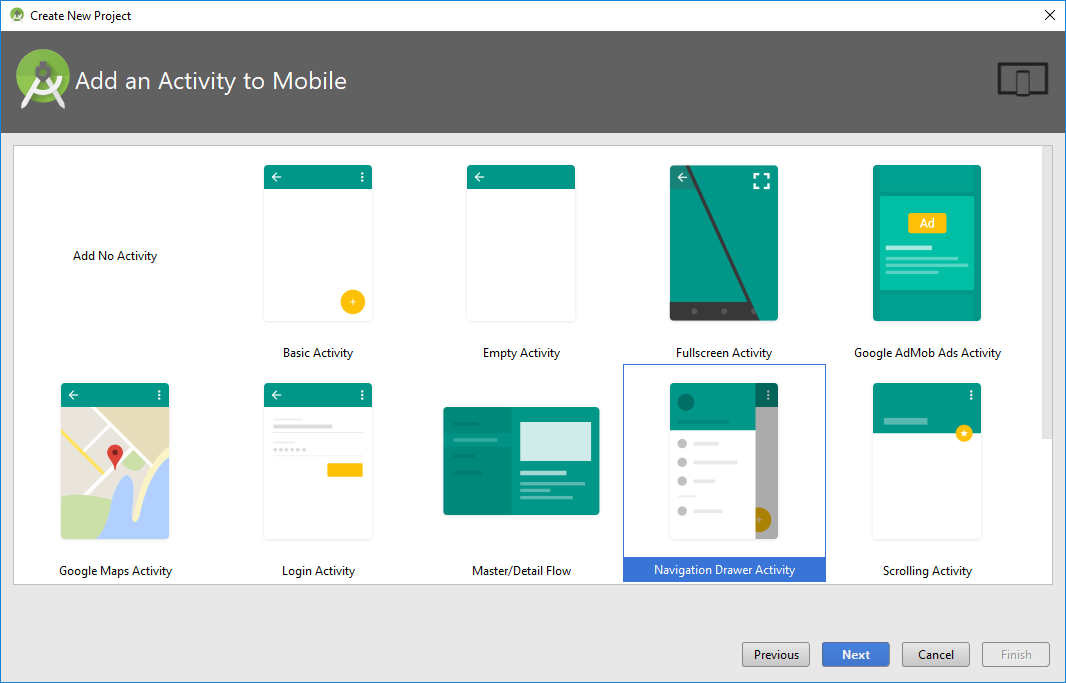 Create New Project
Add an Activity to Mobile
Add No Activity
Basic Activity
Empty Activity
Fullscreen Activity
Ad
Google AdMob Ads Activity
Google Maps Activity
Login Activity
Master/Detail Flow
Navigation Drawer Activity
Scrolling Activity
Previous
Next
Cancel
Finish